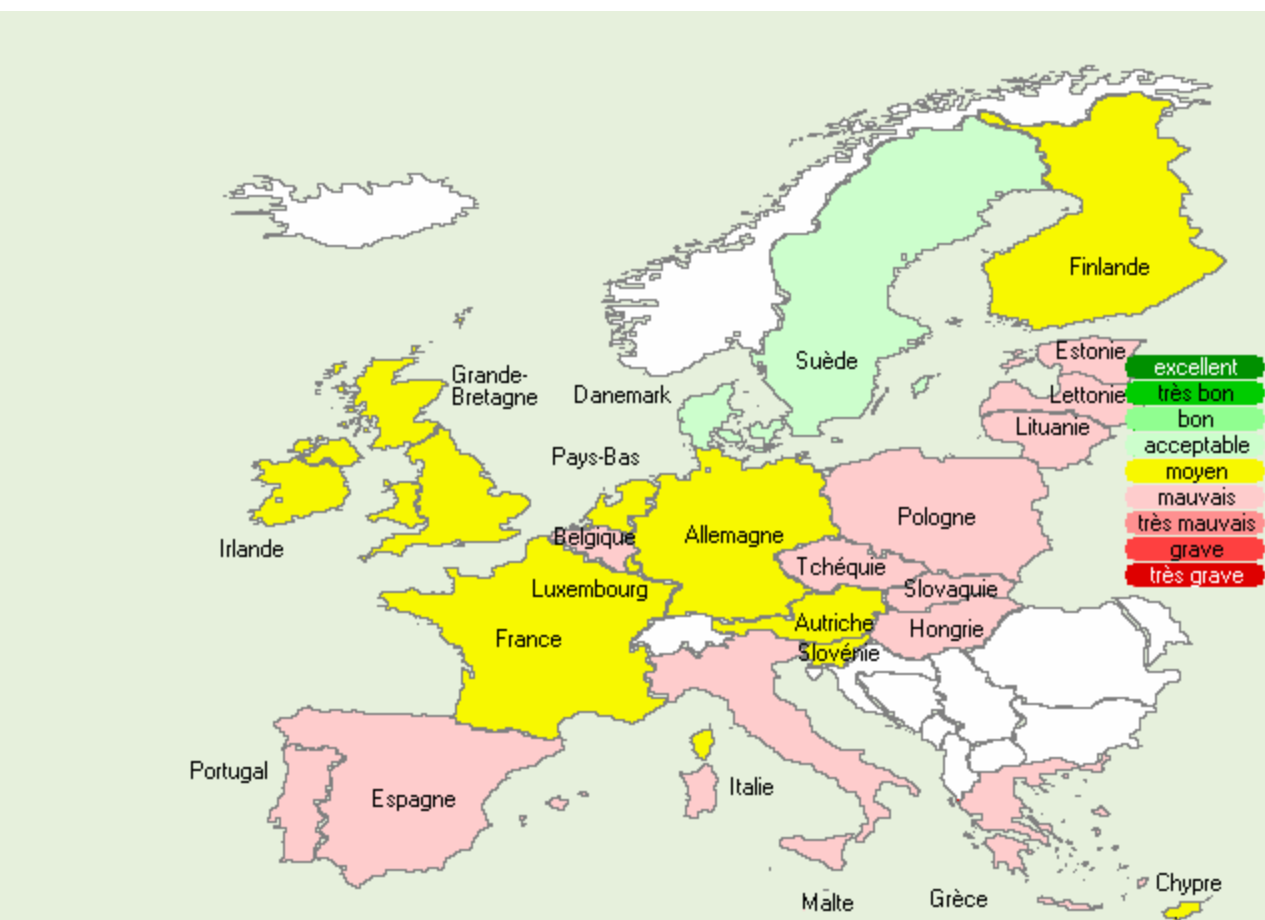 Finlande
Suède
Estonie
excellent
Grande-
Bretagne
Danemark
Lettonie
très bon
Lituanie
bon
acceptable
Pays-Bas
moyen
mauvais
Pologne
très mauvais
Irlande
Belgique
Allemagne
grave
Tchéquie
très grave
Luxembourg
Slovaquie
France
Autriche
Hongrie
Slovénie
Portugal
Espagne
Italie
Chypre
Malte
Grèce